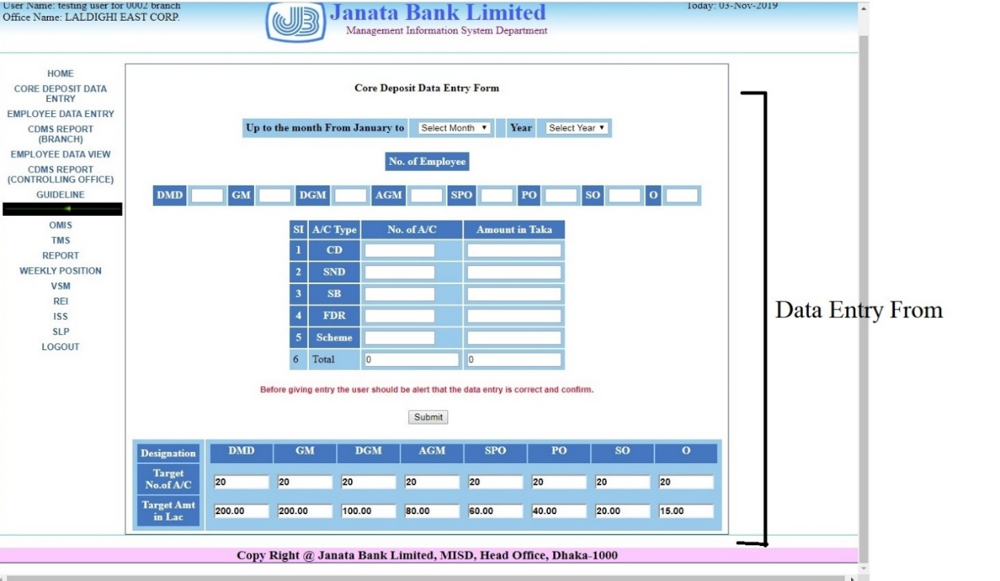 User Name: testing user for 0002 branch
Office Name: LALDIGHI EAST CORP.
JB
Janata Bank Limited
Management Information System Department
Today: 03-Nov-2019
HOME
CORE DEPOSIT DATA
ENTRY
EMPLOYEE DATA ENTRY
CDMS REPORT
(BRANCH)
EMPLOYEE DATA VIEW
CDMS REPORT
(CONTROLLING OFFICE)
GUIDELINE
OMIS
TMS
REPORT
WEEKLY POSITION
VSM
REI
ISS
SLP
LOGOUT
Core Deposit Data Entry Form
Up to the month From January to Select Month Year Select Year
No. of Employee
DMD GM DGM AGM SPO PO SO O
SI A/C Type No. of A/C Amount in Taka
1 CD
2 SND
3 SB
4 FDR
5 Scheme
6 Total 0 0
Before giving entry the user should be alert that the data entry is correct and confirm.
Submit
Designation DMD GM DGM AGM SPO PO SO O
Target
No.of A/C 20 20 20 20 20 20 20 20
Target Amt
in Lac 200.00 200.00 100.00 80.00 60.00 40.00 20.00 15.00
Data Entry From
Copy Right @ Janata Bank Limited, MISD, Head Office, Dhaka-1000